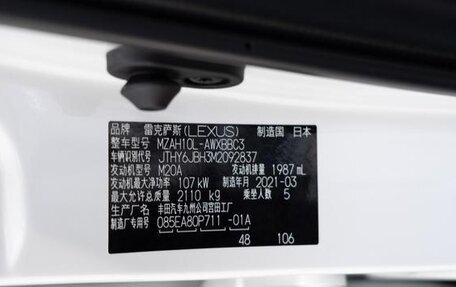 品牌 雷克萨斯(LEXUS) 制造国 日本
整车型号 MZAH10L-AWXBBC3
车辆识别代号 JTHY6JBH3M2092837
发动机型号 M20A 发动机排量 1987 mL
发动机最大净功率 107 kW 制造年月 2021-03
最大允许总质量 2110 kg 乘坐人数 5
生产厂名 丰田汽车九州公司宫田工厂
制造厂专用号 085EA80P711 -01A
48 106